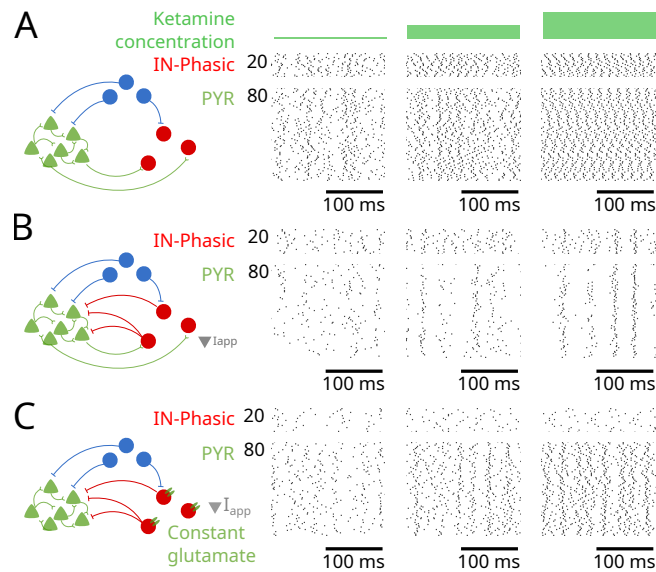 A
Ketamine
concentration
IN-Phasic 20
PYR 80
100 ms 100 ms 100 ms
B
IN-Phasic 20
PYR 80
Iapp
100 ms 100 ms 100 ms
C
IN-Phasic 20
PYR 80
Iapp
Constant
glutamate
100 ms 100 ms 100 ms